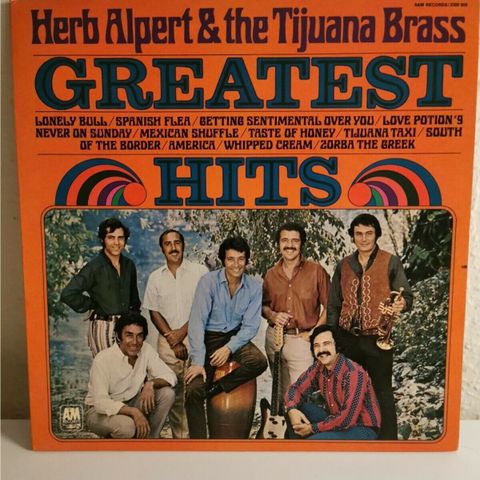 Herb Alpert & the Tijuana Brass
GREATEST
LONELY BULL/SPANISH FLEA/GETTING SENTIMENTAL OVER YOU/LOVE POTION '9
NEVER ON SUNDAY/MEXICAN SHUFFLE/TASTE OF HONEY/TIJUANA TAXI/SOUTH
OF THE BORDER/AMERICA/WHIPPED CREAM/ZORBA THE GREEK
HITS
A&M